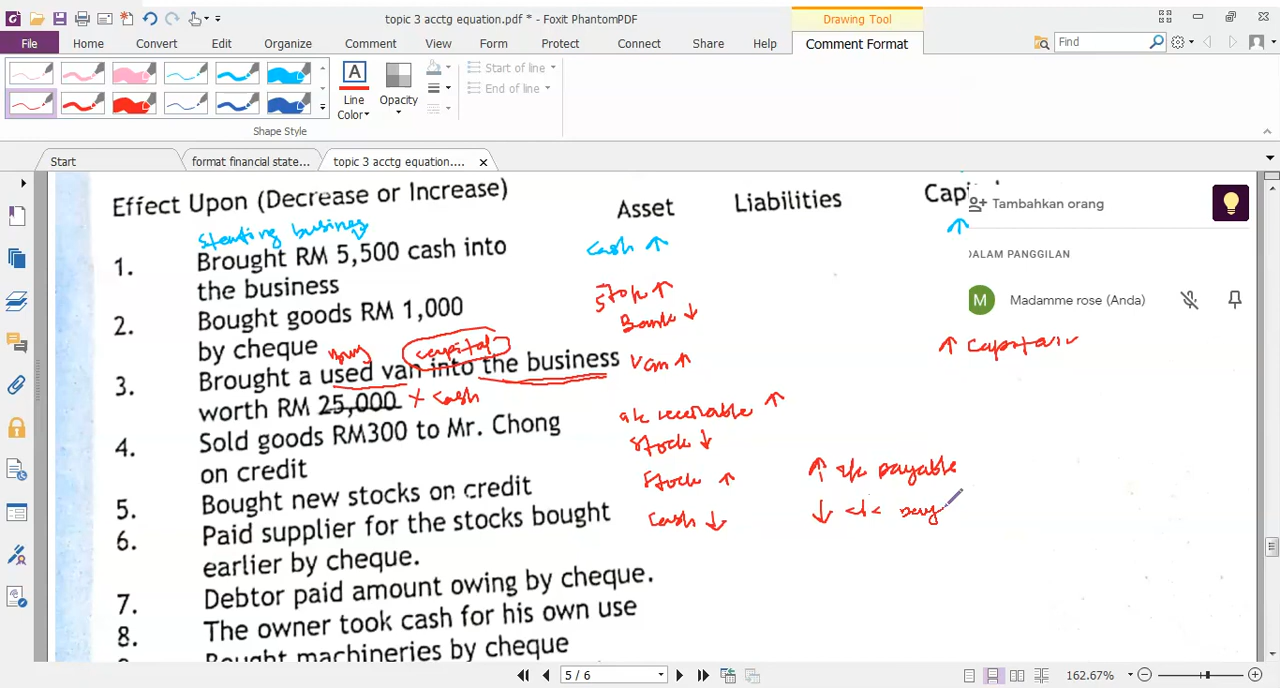 topic 3 acctg equation.pdf * - Foxit PhantomPDF
Drawing Tool
File Home Convert Edit Organize Comment View Form Protect Connect Share Help Comment Format
Find
Line Color
Opacity
Start of line
End of line
Shape Style
Start
format financial state...
topic 3 acctg equation....
Effect Upon (Decrease or Increase) Asset Liabilities Capi
Tambahkan orang
DALAM PANGGILAN
M Madamme rose (Anda)
business
1. Brought RM 5,500 cash into
the business
Cash ↑ ↑
2. Bought goods RM 1,000
by cheque
↑
Bank ↓
capital
3. Brought a used van into the business
worth RM 25,000 × cash
van ↑ ↑
4. Sold goods RM300 to Mr. Chong
on credit
receivable ↑
Stock ↓
5. Bought new stocks on credit
Stock ↑ ↑ payable
6. Paid supplier for the stocks bought
earlier by cheque.
Cash ↓ ↓
7. Debtor paid amount owing by cheque.
8. The owner took cash for his own use
Bought machineries by cheque
5 / 6
162.67%